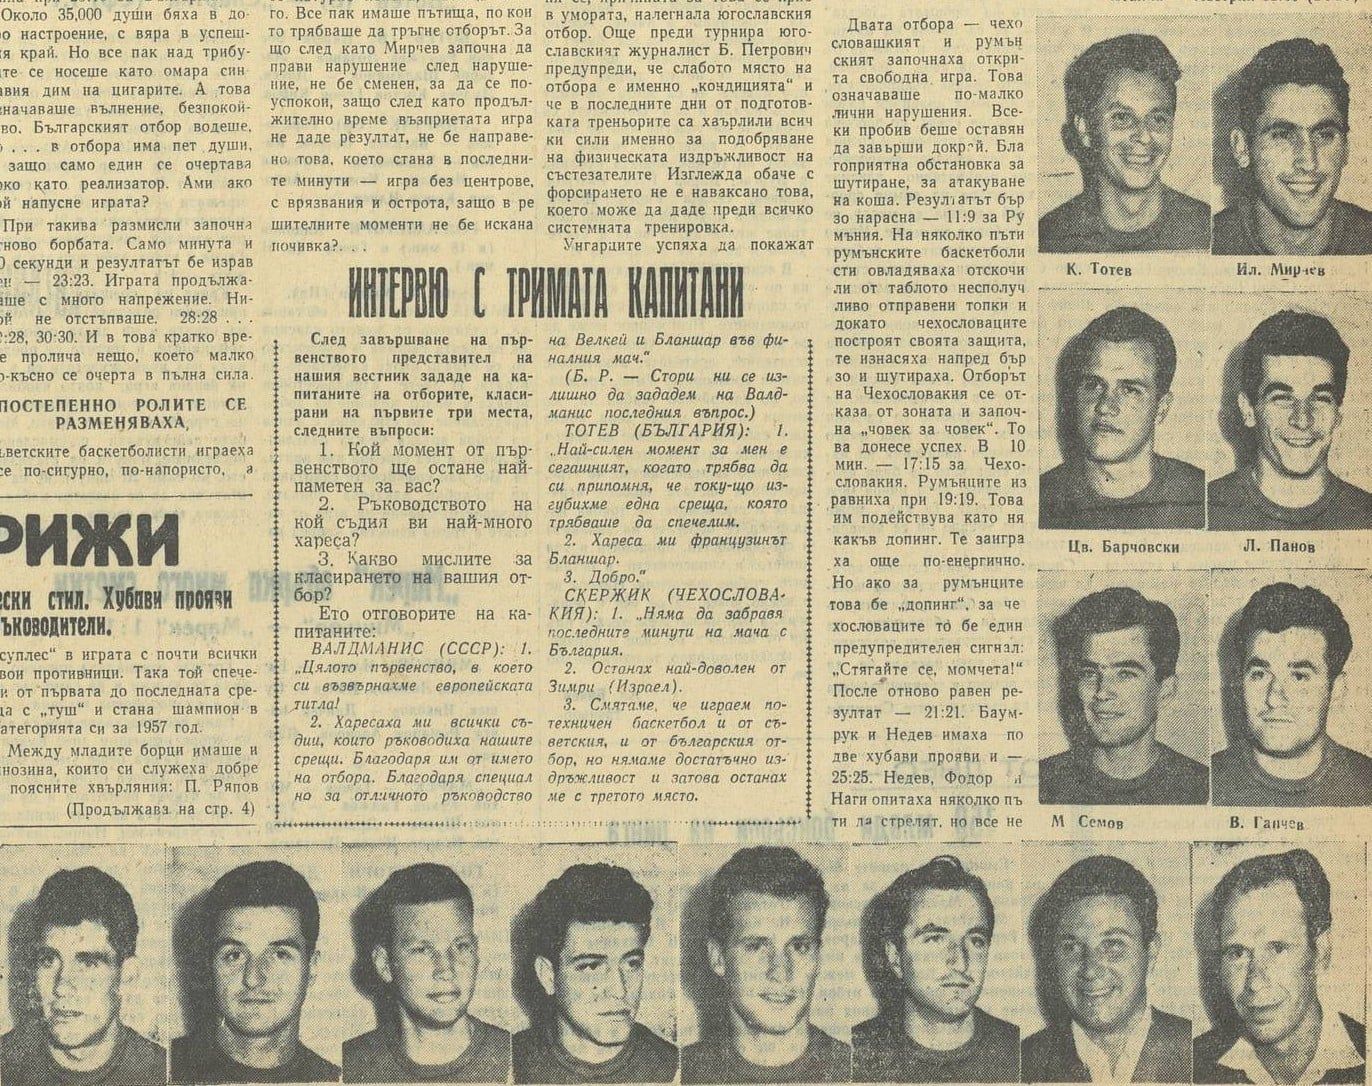 Около 35,000 души бяха в до-
настроение, с вяра в успеш-
край. Но все пак над трибу-
те се носеше като омара син-
дим на цигарите. А това
значаваше вълнение, безпокой-
во. Българският отбор водеше,
. . . в отбора има пет души,
защо само един се очертава
като реализатор. Ами ако
напусне играта?
При такива размисли започна
борбата. Само минута и
секунди и резултатът бе израв
— 23:23. Играта продължа-
ше с много напрежение. Ни-
не отстъпваше. 28:28 . . .
:28, 30:30. И в това кратко вре-
пролича нещо, което малко
-късно се очерта в пълна сила.
ПОСТЕПЕННО РОЛИТЕ СЕ
РАЗМЕНЯВАХА,
ветските баскетболисти играеха
се по-сигурно, по-напористо, а
РИЖИ
ски стил. Хубави прояви
ъководители.
суплес“ в играта с почти всички
вои противници. Така той спече-
и от първата до последната сре-
ца с „туш“ и стана шампион в
атегорията си за 1957 год.
Между младите борци имаше и
нозина, които си служеха добре
поясните хвърляния: П. Ряпов
(Продължава на стр. 4)
го. Все пак имаше пътища, по кои
то трябваше да тръгне отборът. За
що след като Мирчев започна да
прави нарушение след наруше-
ние, не бе сменен, за да се по-
успокои, защо след като продъл-
жително време възприетата игра
не даде резултат, не бе направе-
но това, което стана в последни-
те минути — игра без центрове,
с врязвания и острота, защо в ре
шителните моменти не бе искана
почивка?. . .
в умората, налегнала югославския
отбор. Още преди турнира юго-
славският журналист Б. Петрович
предупреди, че слабото място на
отбора е именно „кондицията“ и
че в последните дни от подготов-
ката треньорите са хвърлили всич
ки сили именно за подобряване
на физическата издръжливост на
състезателите Изглежда обаче с
форсирането не е наваксано това,
което може да даде преди всичко
системната тренировка.
Унгарците успяха да покажат
ИНТЕРВЮ С ТРИМАТА КАПИТАНИ
След завършване на пър-
венството представител на
нашия вестник зададе на ка-
питаните на отборите, класи-
рани на първите три места,
следните въпроси:
1. Кой момент от пър-
венството ще остане най-
паметен за вас?
2. Ръководството на
кой съдия ви най-много
хареса?
3. Какво мислите за
класирането на вашия от-
бор?
Ето отговорите на ка-
питаните:
ВАЛДМАНИС (СССР): 1.
„Цялото първенство, в което
си възвърнахме европейската
титла!
2. Харесаха ми всички съ-
дии, които ръководиха нашите
срещи. Благодаря им от името
на отбора. Благодаря специал
но за отличното ръководство
на Велкей и Бланшар във фи-
налния мач.“
(Б. Р. — Стори ни се из-
лишно да зададем на Валд-
манис последния въпрос.)
ТОТЕВ (БЪЛГАРИЯ): 1.
„Най-силен момент за мен е
сегашният, когато трябва да
си припомня, че току-що из-
губихме една среща, която
трябваше да спечелим.
2. Хареса ми французинът
Бланшар.
3. Добро.“
СКЕРЖИК (ЧЕХОСЛОВА-
КИЯ): 1. „Няма да забравя
последните минути на мача с
България.
2. Останах най-доволен от
Зимри (Израел).
3. Смятаме, че играем по-
техничен баскетбол и от съ-
ветския, и от българския от-
бор, но нямаме достатъчно из-
дръжливост и затова останах
ме с третото място.
Двата отбора — чехо
словашкият и румън
ският започнаха откри-
та свободна игра. Това
означаваше по-малко
лични нарушения. Все-
ки пробив беше оставян
да завърши докрай. Бла
гоприятна обстановка за
шутиране, за атакуване
на коша. Резултатът бър
зо нарасна — 11:9 за Ру
мъния. На няколко пъти
румънските баскетболи
сти овладяваха отскочи
ли от таблото несполуч
ливо отправени топки и
докато чехословаците
построят своята защита,
те изнасяха напред бър
зо и шутираха. Отборът
на Чехословакия се от-
каза от зоната и започ-
на „човек за човек“. То
ва донесе успех. В 10
мин. — 17:15 за Чехо-
словакия. Румънците из
равниха при 19:19. Това
им подействува като ня
какъв допинг. Те заигра
ха още по-енергично.
Но ако за румънците
това бе „допинг“, за че
хословаците то бе един
предупредителен сигнал:
„Стягайте се, момчета!“
После отново равен ре-
зултат — 21:21. Баум-
рук и Недев имаха по
две хубави прояви и —
25:25. Недев, Фодор и
Наги опитаха няколко пъ
ти да стрелят, но все не
К. Тотев
Ил. Мирчев
Цв. Барчовски
Л. Панов
М Семов
В. Ганчев